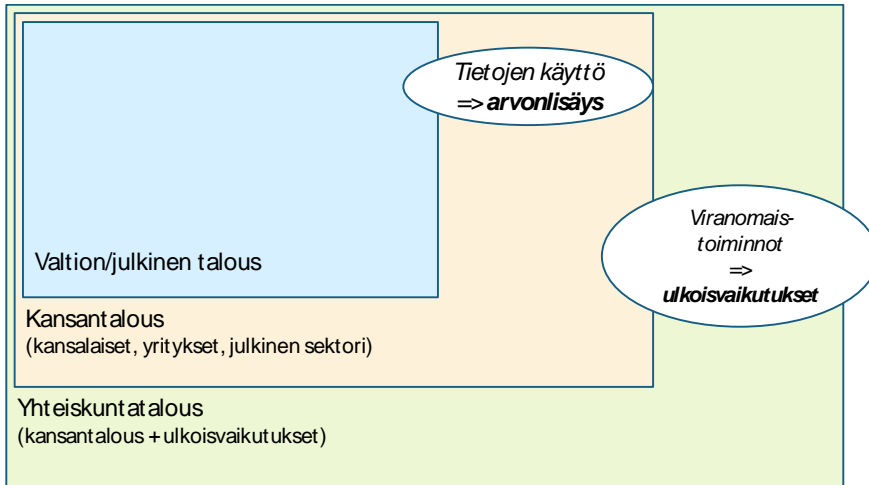 Tietojen käyttö
=> arvonlisäys
Viranomais-
toiminnot
=>
ulkoisvaikutukset
Valtion/julkinen talous
Kansantalous
(kansalaiset, yritykset, julkinen sektori)
Yhteiskuntatalous
(kansantalous + ulkoisvaikutukset)